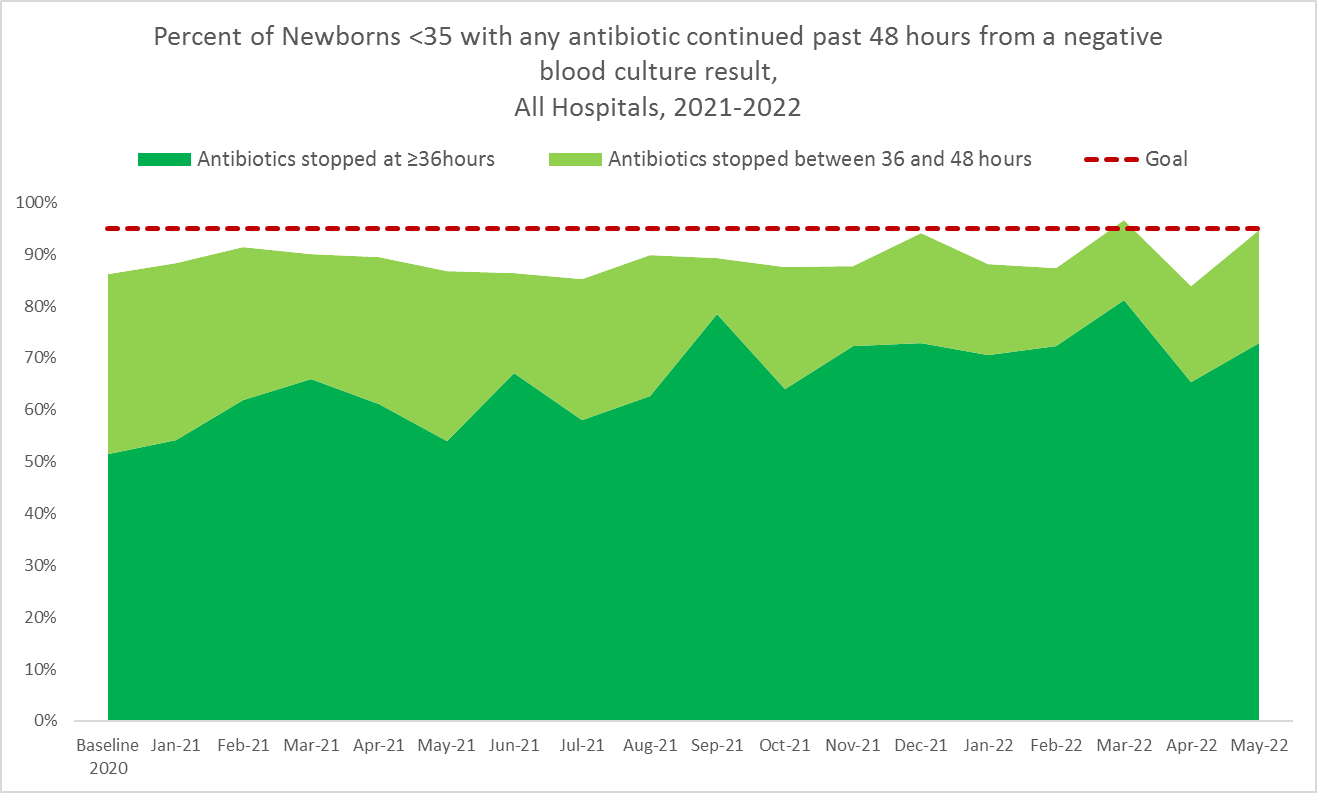 Percent of Newborns <35 with any antibiotic continued past 48 hours from a negative
blood culture result,
All Hospitals, 2021-2022
Antibiotics stopped at ≥36hours Antibiotics stopped between 36 and 48 hours Goal
100%
90%
80%
70%
60%
50%
40%
30%
20%
10%
0%
Baseline Jan-21 Feb-21 Mar-21 Apr-21 May-21 Jun-21 Jul-21 Aug-21 Sep-21 Oct-21 Nov-21 Dec-21 Jan-22 Feb-22 Mar-22 Apr-22 May-22
2020